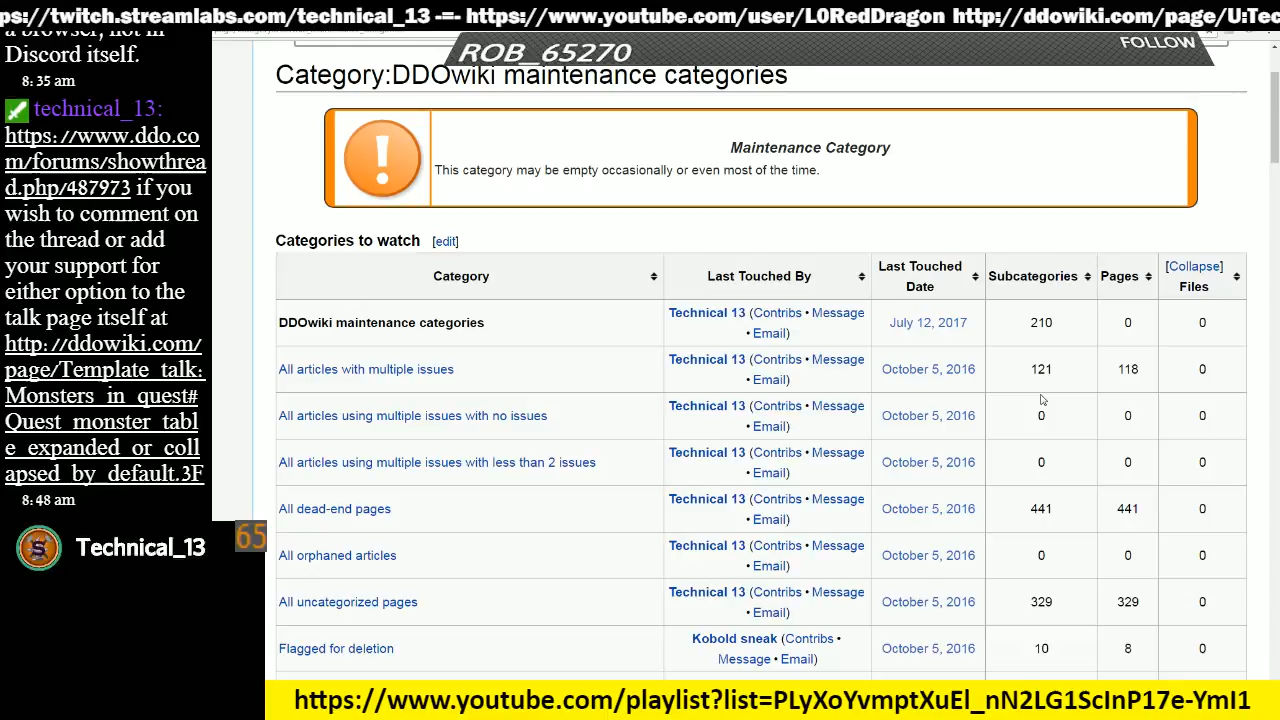 ps://twitch.streamlabs.com/technical_13 -=- https://www.youtube.com/user/L0RedDragon http://ddowiki.com/page/U:Tec
a browser, not in
Discord itself.
8:35 am
technical_13:
https://www.ddo.co
m/forums/showthrea
d.php/487973 if you
wish to comment on
the thread or add
your support for
either option to the
talk page itself at
http://ddowiki.com/
page/Template_talk:
Monsters_in_quest#
Quest_monster_tabl
e_expanded_or_coll
apsed_by_default.3F
8:48 am
Technical_13
65
ROB_65270
FOLLOW
Category:DDOwiki maintenance categories
Maintenance Category
This category may be empty occasionally or even most of the time.
Categories to watch [edit]
Category Last Touched By Last Touched Date Subcategories Pages [Collapse] Files
DDOwiki maintenance categories Technical 13 (Contribs • Message • Email) July 12, 2017 210 0 0
All articles with multiple issues Technical 13 (Contribs • Message • Email) October 5, 2016 121 118 0
All articles using multiple issues with no issues Technical 13 (Contribs • Message • Email) October 5, 2016 0 0 0
All articles using multiple issues with less than 2 issues Technical 13 (Contribs • Message • Email) October 5, 2016 0 0 0
All dead-end pages Technical 13 (Contribs • Message • Email) October 5, 2016 441 441 0
All orphaned articles Technical 13 (Contribs • Message • Email) October 5, 2016 0 0 0
All uncategorized pages Technical 13 (Contribs • Message • Email) October 5, 2016 329 329 0
Flagged for deletion Kobold sneak (Contribs • Message • Email) October 5, 2016 10 8 0
https://www.youtube.com/playlist?list=PLyXoYvmptXuEl_nN2LG1ScInP17e-YmI1